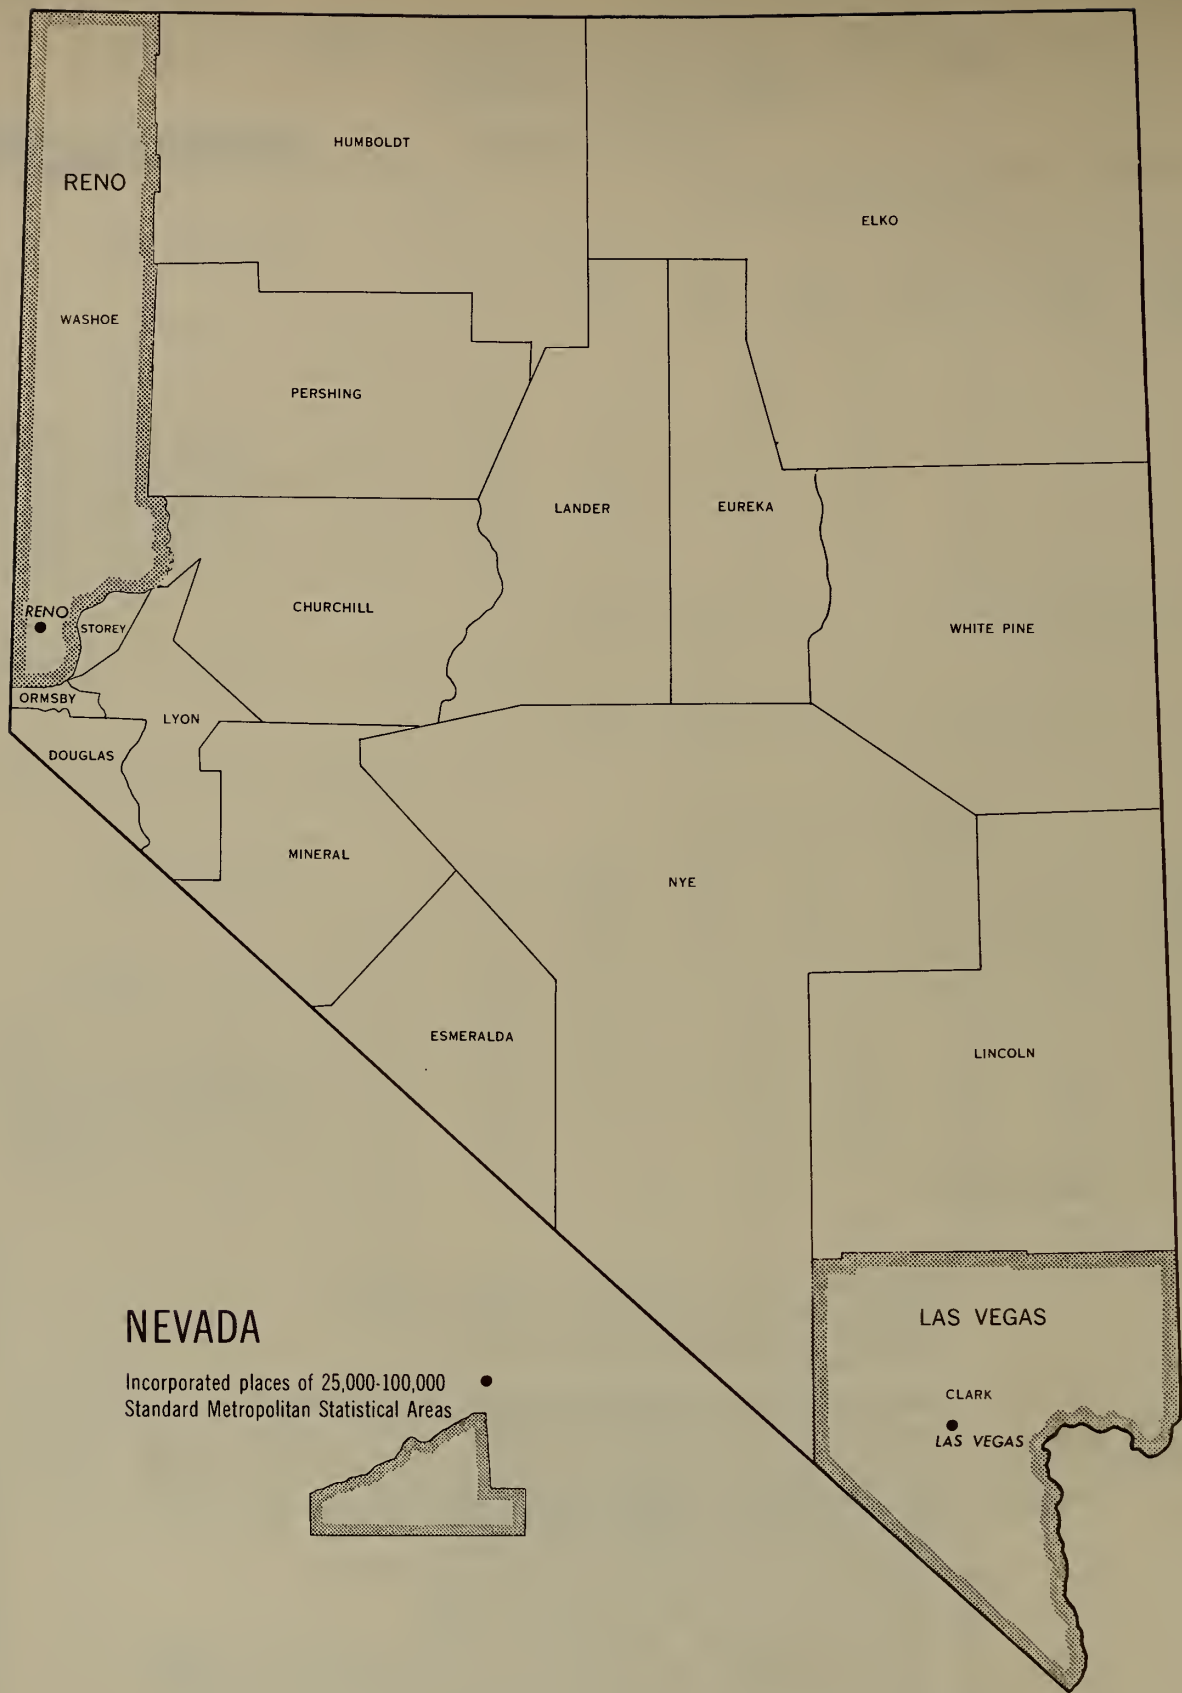 HUMBOLDT
RENO
ELKO
WASHOE
PERSHING
LANDER
EUREKA
CHURCHILL
RENO
STOREY
WHITE PINE
ORMSBY
LYON
DOUGLAS
MINERAL
NYE
ESMERALDA
LINCOLN
NEVADA
LAS VEGAS
Incorporated places of 25,000-100,000
Standard Metropolitan Statistical Areas
CLARK
LAS VEGAS